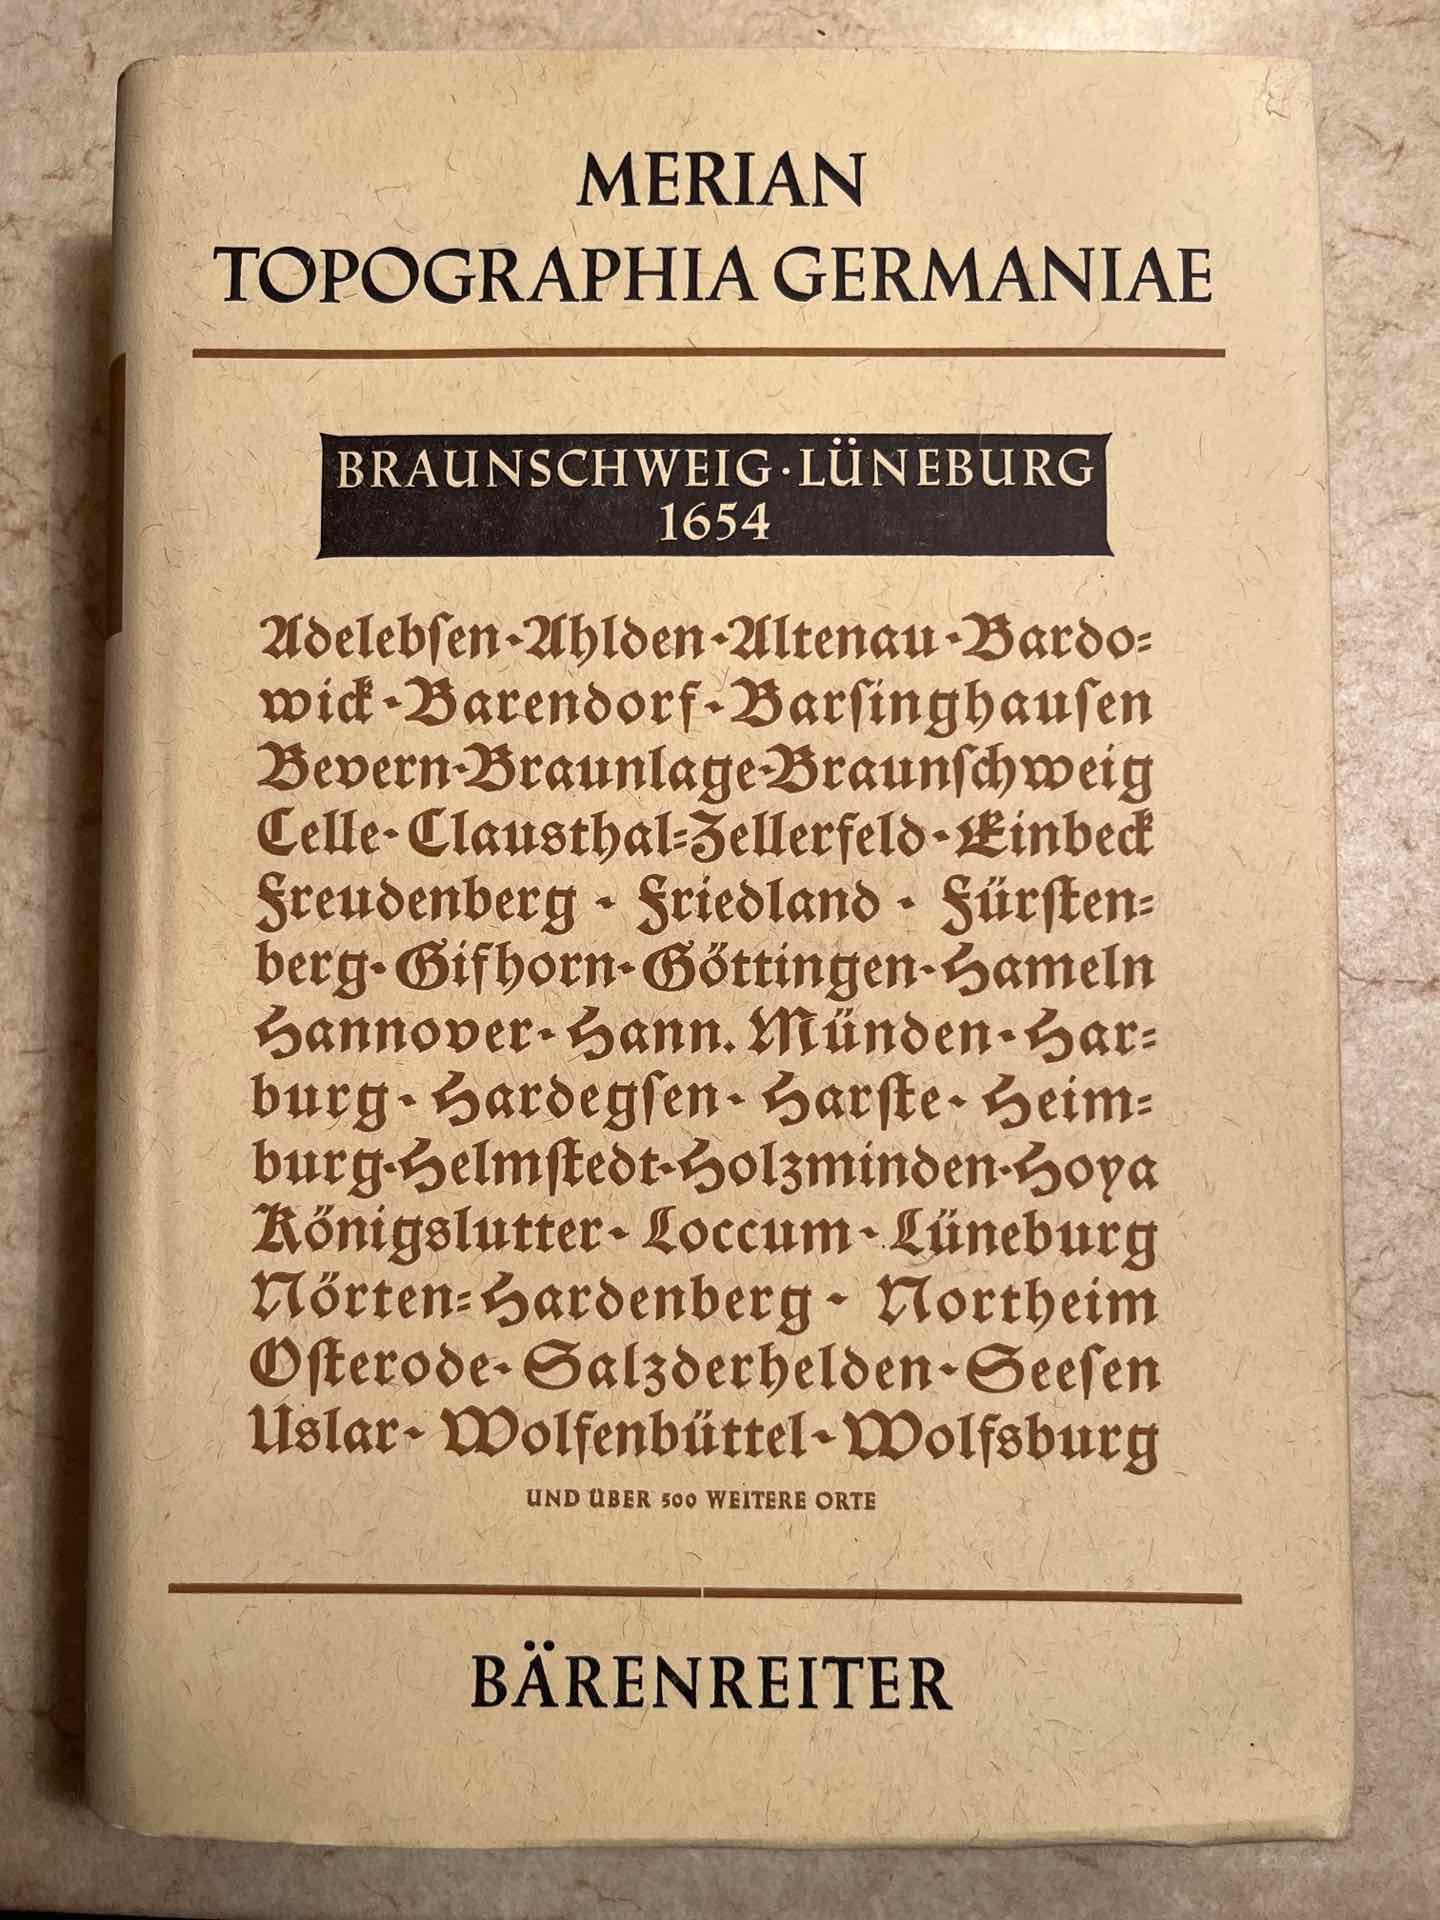 MERIAN
TOPOGRAPHIA GERMANIAE
BRAUNSCHWEIG·LÜNEBURG
1654
Adelebſen·Ahlden·Altenau·Bardo=
wick·Barendorf·Barſinghauſen
Bevern·Braunlage·Braunſchweig
Celle·Clausthal=Zellerfeld·Einbeck
Freudenberg · Friedland · Fürſten=
berg·Gifhorn·Göttingen·Hameln
Hannover·Hann. Münden·Har=
burg·Hardegſen·Harſte·Heim=
burg·Helmſtedt·Holzminden·Hoya
Königslutter·Loccum·Lüneburg
Nörten=Hardenberg · Northeim
Oſterode·Salzderhelden·Seeſen
Uslar·Wolfenbüttel·Wolfsburg
UND ÜBER 500 WEITERE ORTE
BÄRENREITER